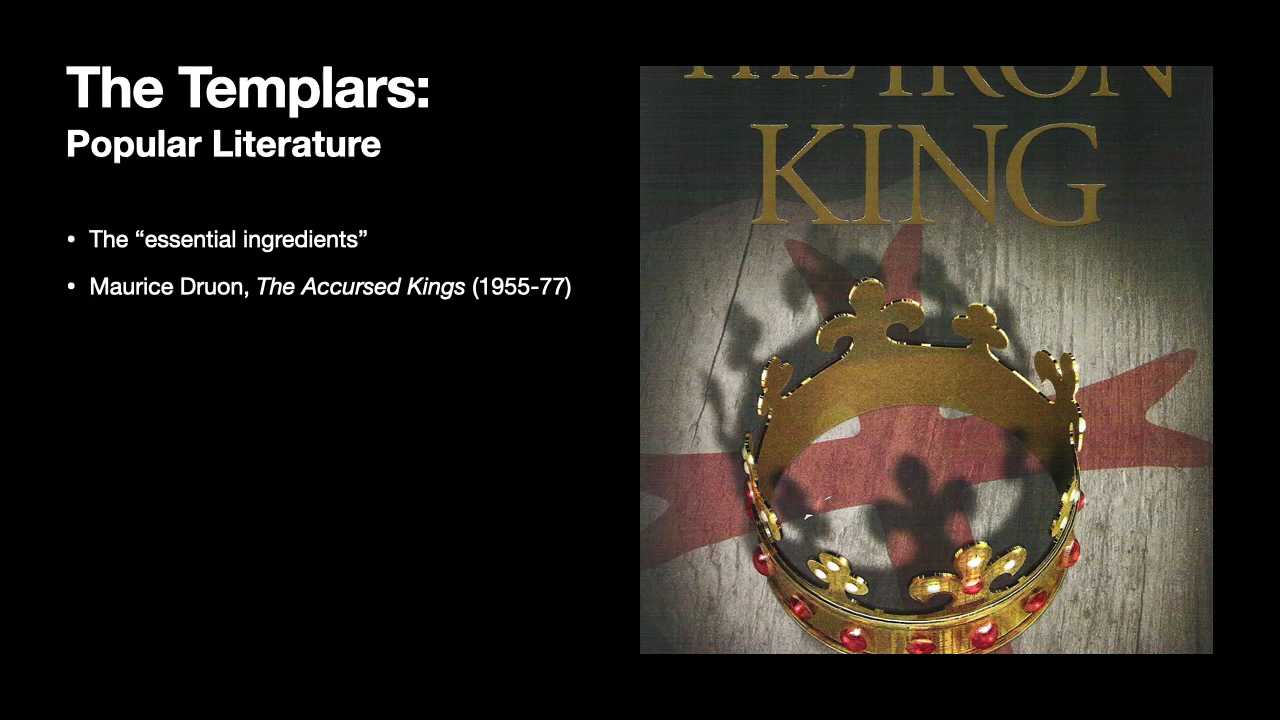 The Templars:
Popular Literature
• The “essential ingredients”
• Maurice Druon, The Accursed Kings (1955-77)
THE IRON
KING